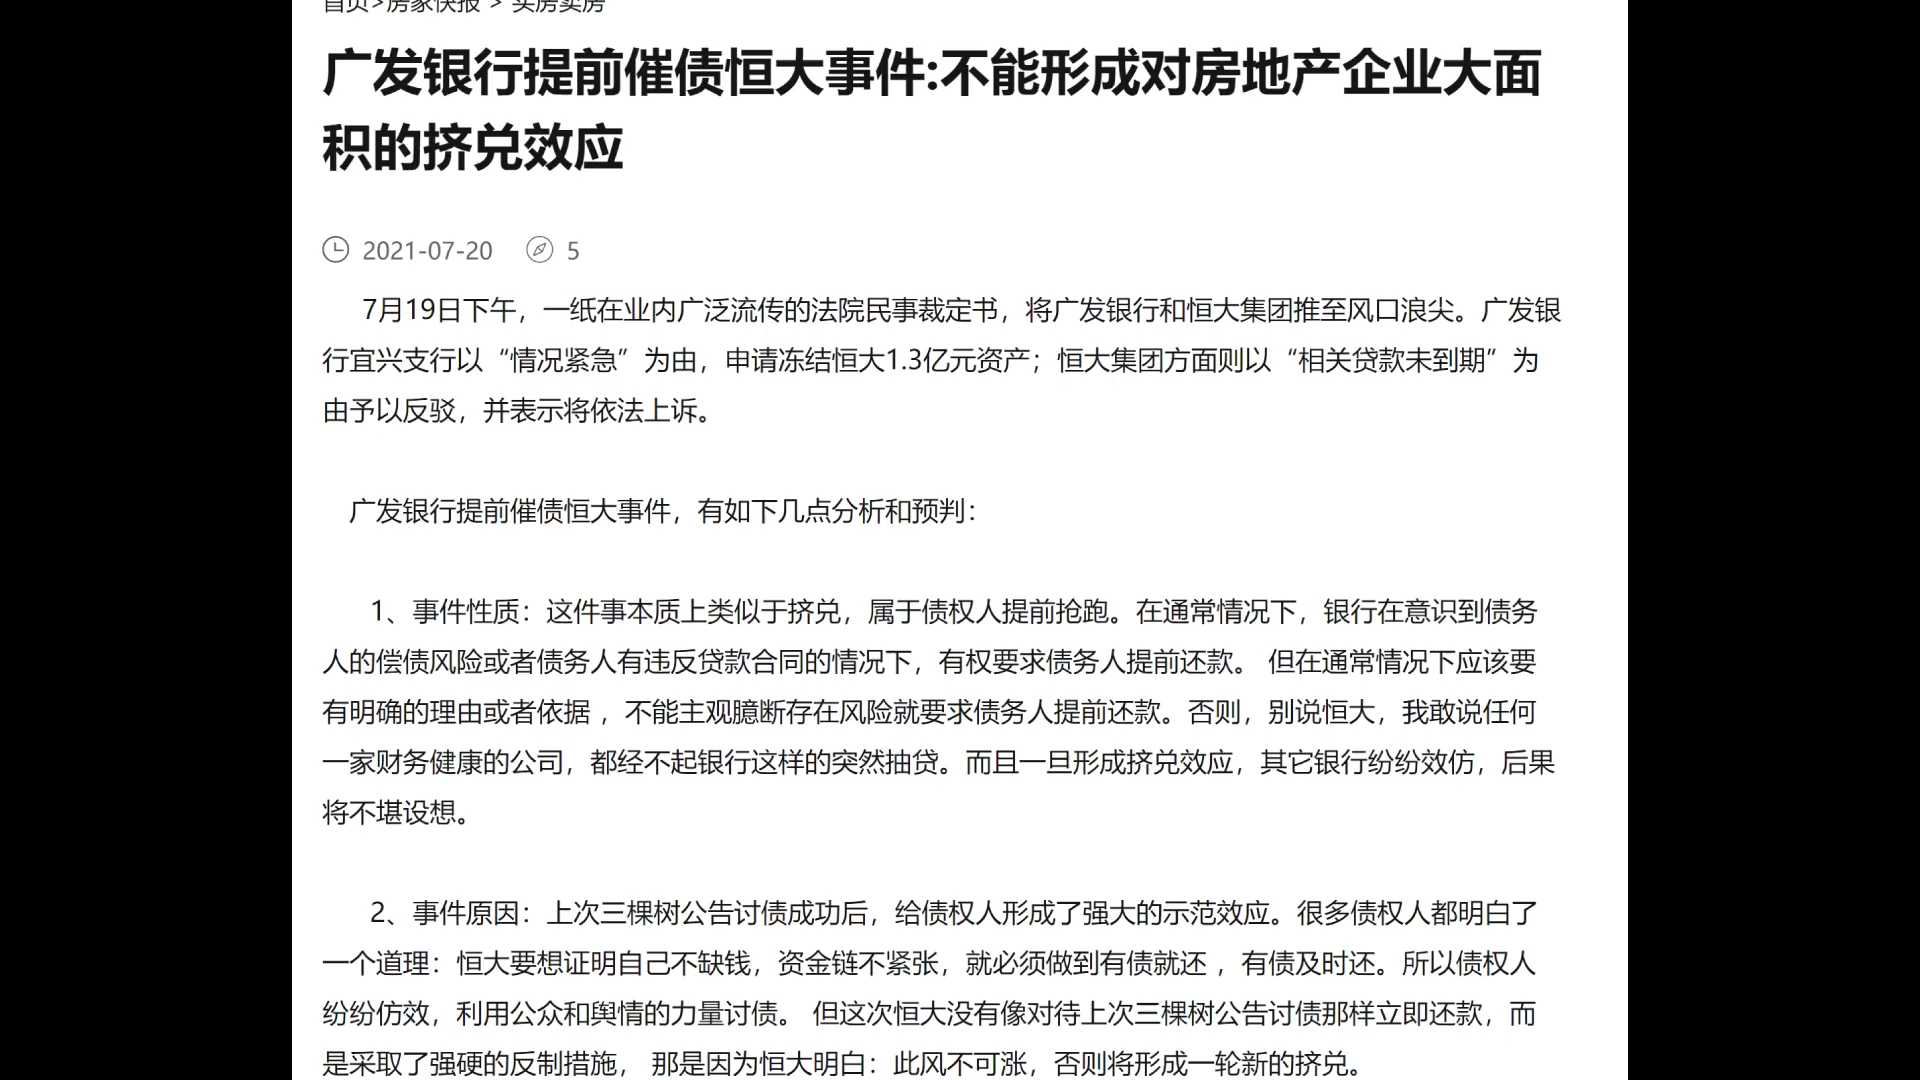 首页>房家快报 > 买房卖房
广发银行提前催债恒大事件:不能形成对房地产企业大面
积的挤兑效应
2021-07-20 5
7月19日下午，一纸在业内广泛流传的法院民事裁定书，将广发银行和恒大集团推至风口浪尖。广发银
行宜兴支行以“情况紧急”为由，申请冻结恒大1.3亿元资产；恒大集团方面则以“相关贷款未到期”为
由予以反驳，并表示将依法上诉。
广发银行提前催债恒大事件，有如下几点分析和预判：
1、事件性质：这件事本质上类似于挤兑，属于债权人提前抢跑。在通常情况下，银行在意识到债务
人的偿债风险或者债务人有违反贷款合同的情况下，有权要求债务人提前还款。 但在通常情况下应该要
有明确的理由或者依据 ，不能主观臆断存在风险就要求债务人提前还款。否则，别说恒大，我敢说任何
一家财务健康的公司，都经不起银行这样的突然抽贷。而且一旦形成挤兑效应，其它银行纷纷效仿，后果
将不堪设想。
2、事件原因：上次三棵树公告讨债成功后，给债权人形成了强大的示范效应。很多债权人都明白了
一个道理：恒大要想证明自己不缺钱，资金链不紧张，就必须做到有债就还 ，有债及时还。所以债权人
纷纷仿效，利用公众和舆情的力量讨债。 但这次恒大没有像对待上次三棵树公告讨债那样立即还款，而
是采取了强硬的反制措施， 那是因为恒大明白：此风不可涨，否则将形成一轮新的挤兑。